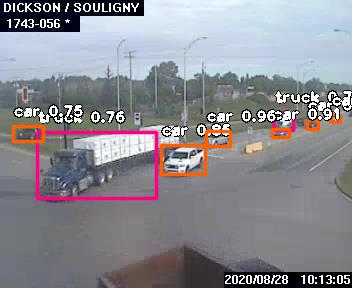 DICKSON / SOULIGNY
1743-056 *
car 0.75
truck 0.76
car 0.85
car 0.96
truck 0.7
car 0.91
2020/08/28 10:13:05